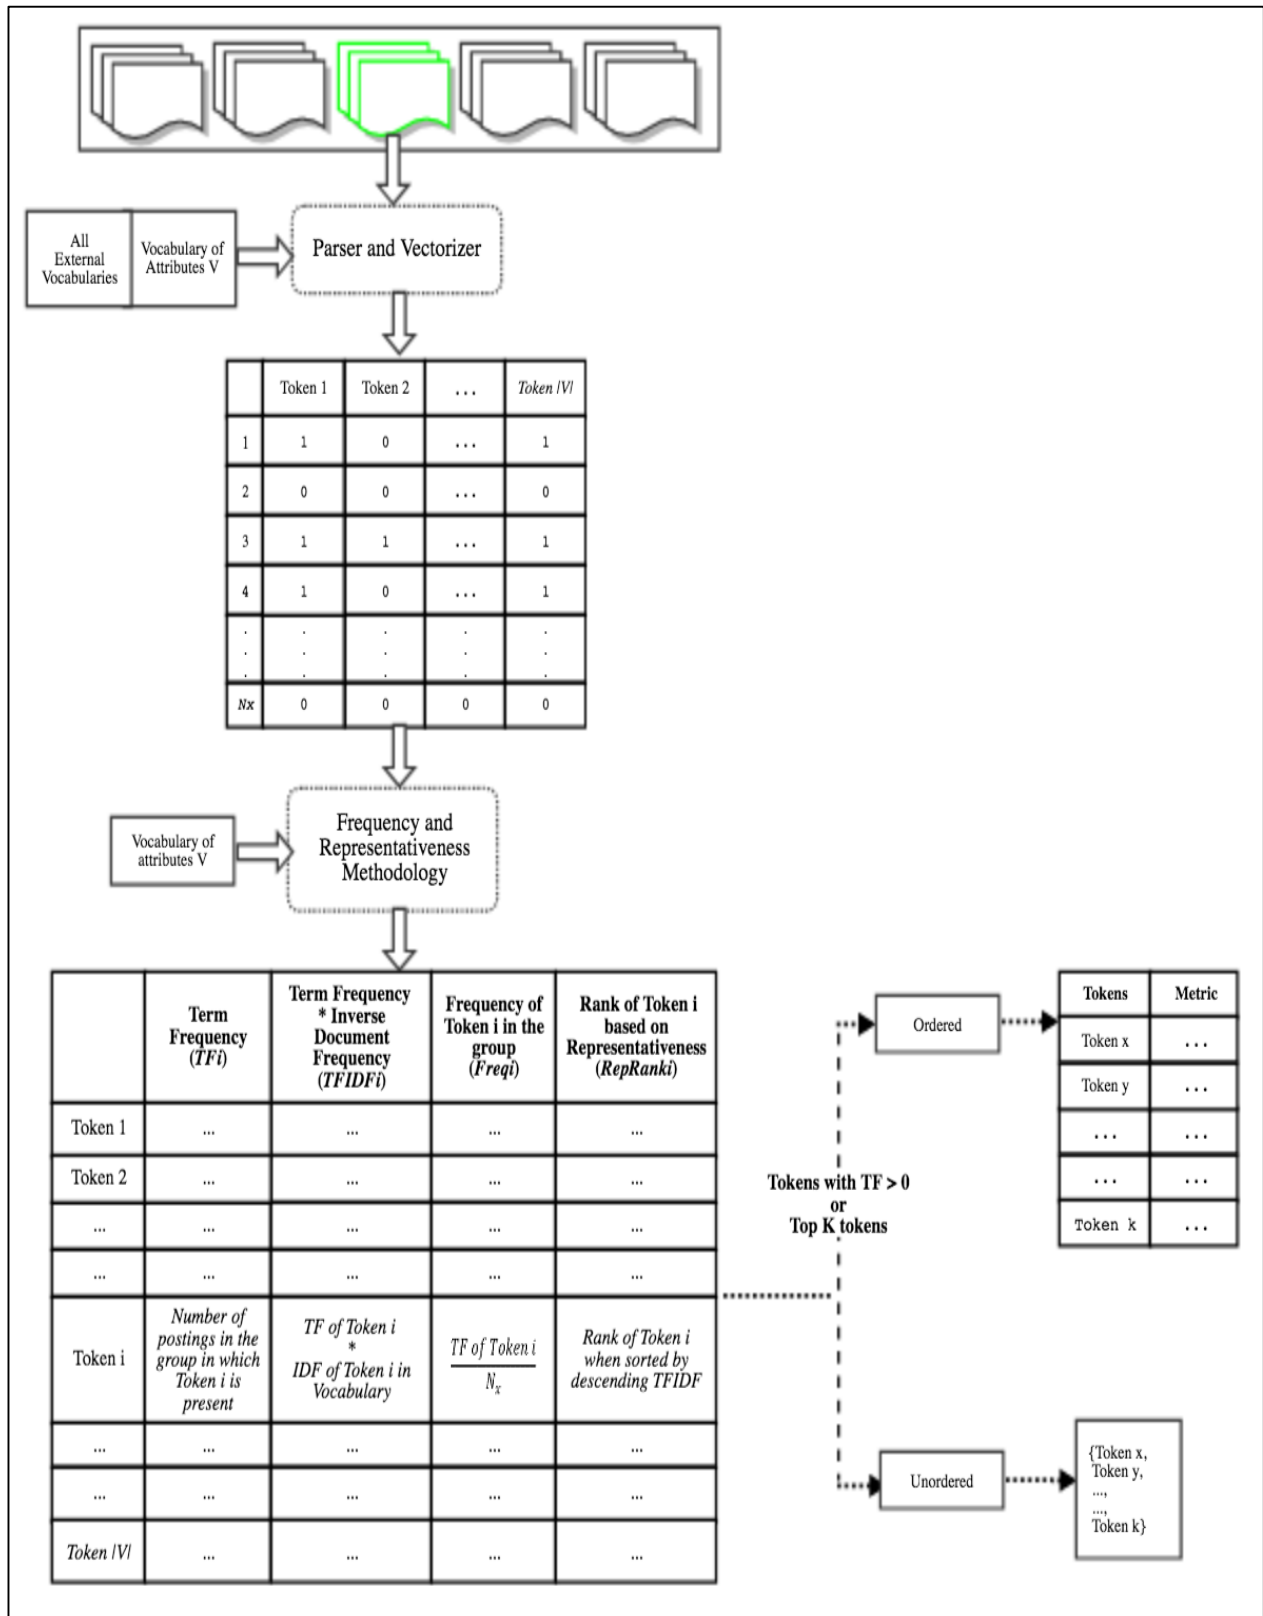 All
External
Vocabularies
Vocabulary of
Attributes V
Parser and Vectorizer
Token 1 Token 2 ... Token |V|
1 1 0 ... 1
2 0 0 ... 0
3 1 1 ... 1
4 1 0 ... 1
. . . . .
. . . . .
. . . . .
Nx 0 0 0 0
Vocabulary of
attributes V
Frequency and
Representativeness
Methodology
Term
Frequency
(TFi)
Term Frequency
* Inverse
Document
Frequency
(TFIDFi)
Frequency of
Token i in the
group
(Freqi)
Rank of Token i
based on
Representativeness
(RepRanki)
Token 1 ... ... ... ...
Token 2 ... ... ... ...
... ... ... ... ...
... ... ... ... ...
Token i
Number of
postings in the
group in which
Token i is
present
TF of Token i
*
IDF of Token i in
Vocabulary
TF of Token i
Nx
Rank of Token i
when sorted by
descending TFIDF
... ... ... ... ...
... ... ... ... ...
Token |V| ... ... ... ...
Tokens with TF > 0
or
Top K tokens
Ordered
Tokens Metric
Token x ...
Token y ...
... ...
... ...
Token k ...
Unordered
{Token x,
Token y,
...,
...,
Token k}